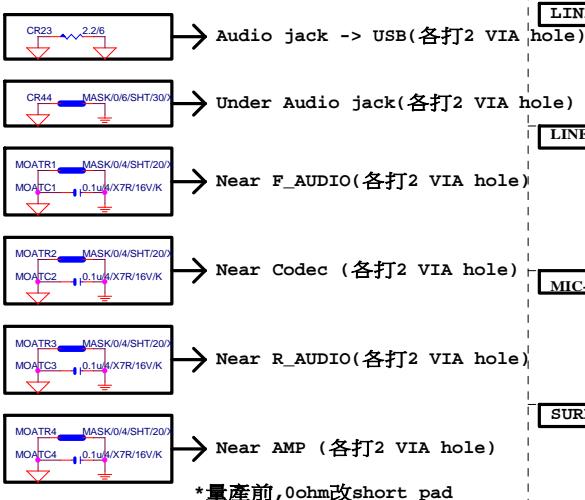 LIN
CR23 2.2/6
Audio jack -> USB(各打2 VIA hole)
CR44 MASK/0/6/SHT/30/X
Under Audio jack(各打2 VIA hole)
LINE
MOATR1 MASK/0/4/SHT/20/X
MOATC1 0.1u/4/X7R/16V/K
Near F_AUDIO(各打2 VIA hole)
MOATR2 MASK/0/4/SHT/20/X
MOATC2 0.1u/4/X7R/16V/K
Near Codec (各打2 VIA hole)
MIC-
MOATR3 MASK/0/4/SHT/20/X
MOATC3 0.1u/4/X7R/16V/K
Near R_AUDIO(各打2 VIA hole)
SUR
MOATR4 MASK/0/4/SHT/20/X
MOATC4 0.1u/4/X7R/16V/K
Near AMP (各打2 VIA hole)
*量產前,0ohm改short pad